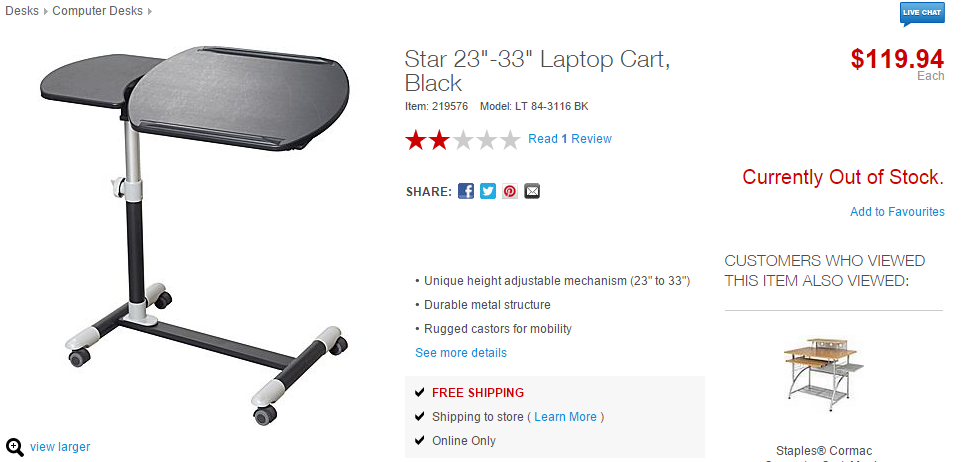 Desks
Computer Desks
LIVE CHAT
Star 23"-33" Laptop Cart,
Black
Item: 219576 Model: LT 84-3116 BK
Read 1 Review
$119.94
Each
Currently Out of Stock.
Add to Favourites
SHARE:
• Unique height adjustable mechanism (23" to 33")
• Durable metal structure
• Rugged castors for mobility
See more details
FREE SHIPPING
Shipping to store ( Learn More )
Online Only
view larger
CUSTOMERS WHO VIEWED
THIS ITEM ALSO VIEWED:
Staples® Cormac